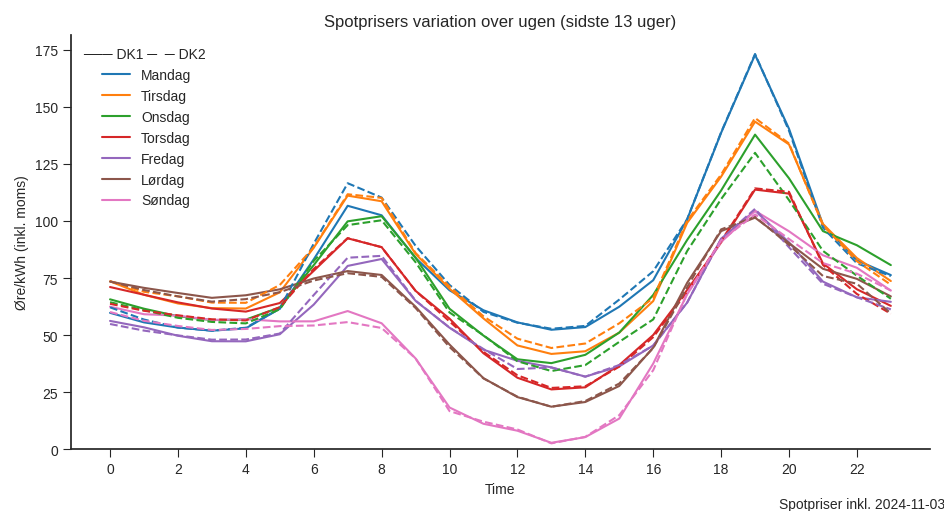 Spotprisers variation over ugen (sidste 13 uger)
DK1 DK2
Mandag
Tirsdag
Onsdag
Torsdag
Fredag
Lørdag
Søndag
Øre/kWh (inkl. moms)
175
150
125
100
75
50
25
0
0 2 4 6 8 10 12 14 16 18 20 22
Time
Spotpriser inkl. 2024-11-03